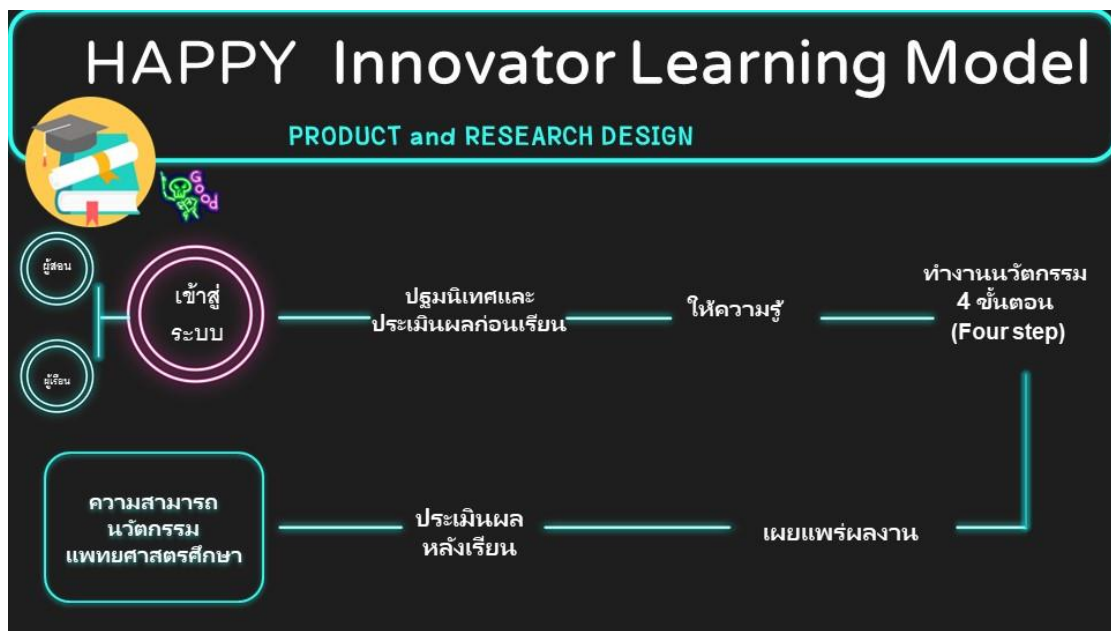 HAPPY Innovator Learning Model
PRODUCT and RESEARCH DESIGN
Good
ผู้สอน
ผู้เรียน
เข้าสู่
ระบบ
ปฐมนิเทศและ
ประเมินผลก่อนเรียน
ให้ความรู้
ทำงานนวัตกรรม
4 ขั้นตอน
(Four step)
เผยแพร่ผลงาน
ประเมินผล
หลังเรียน
ความสามารถ
นวัตกรรม
แพทยศาสตรศึกษา